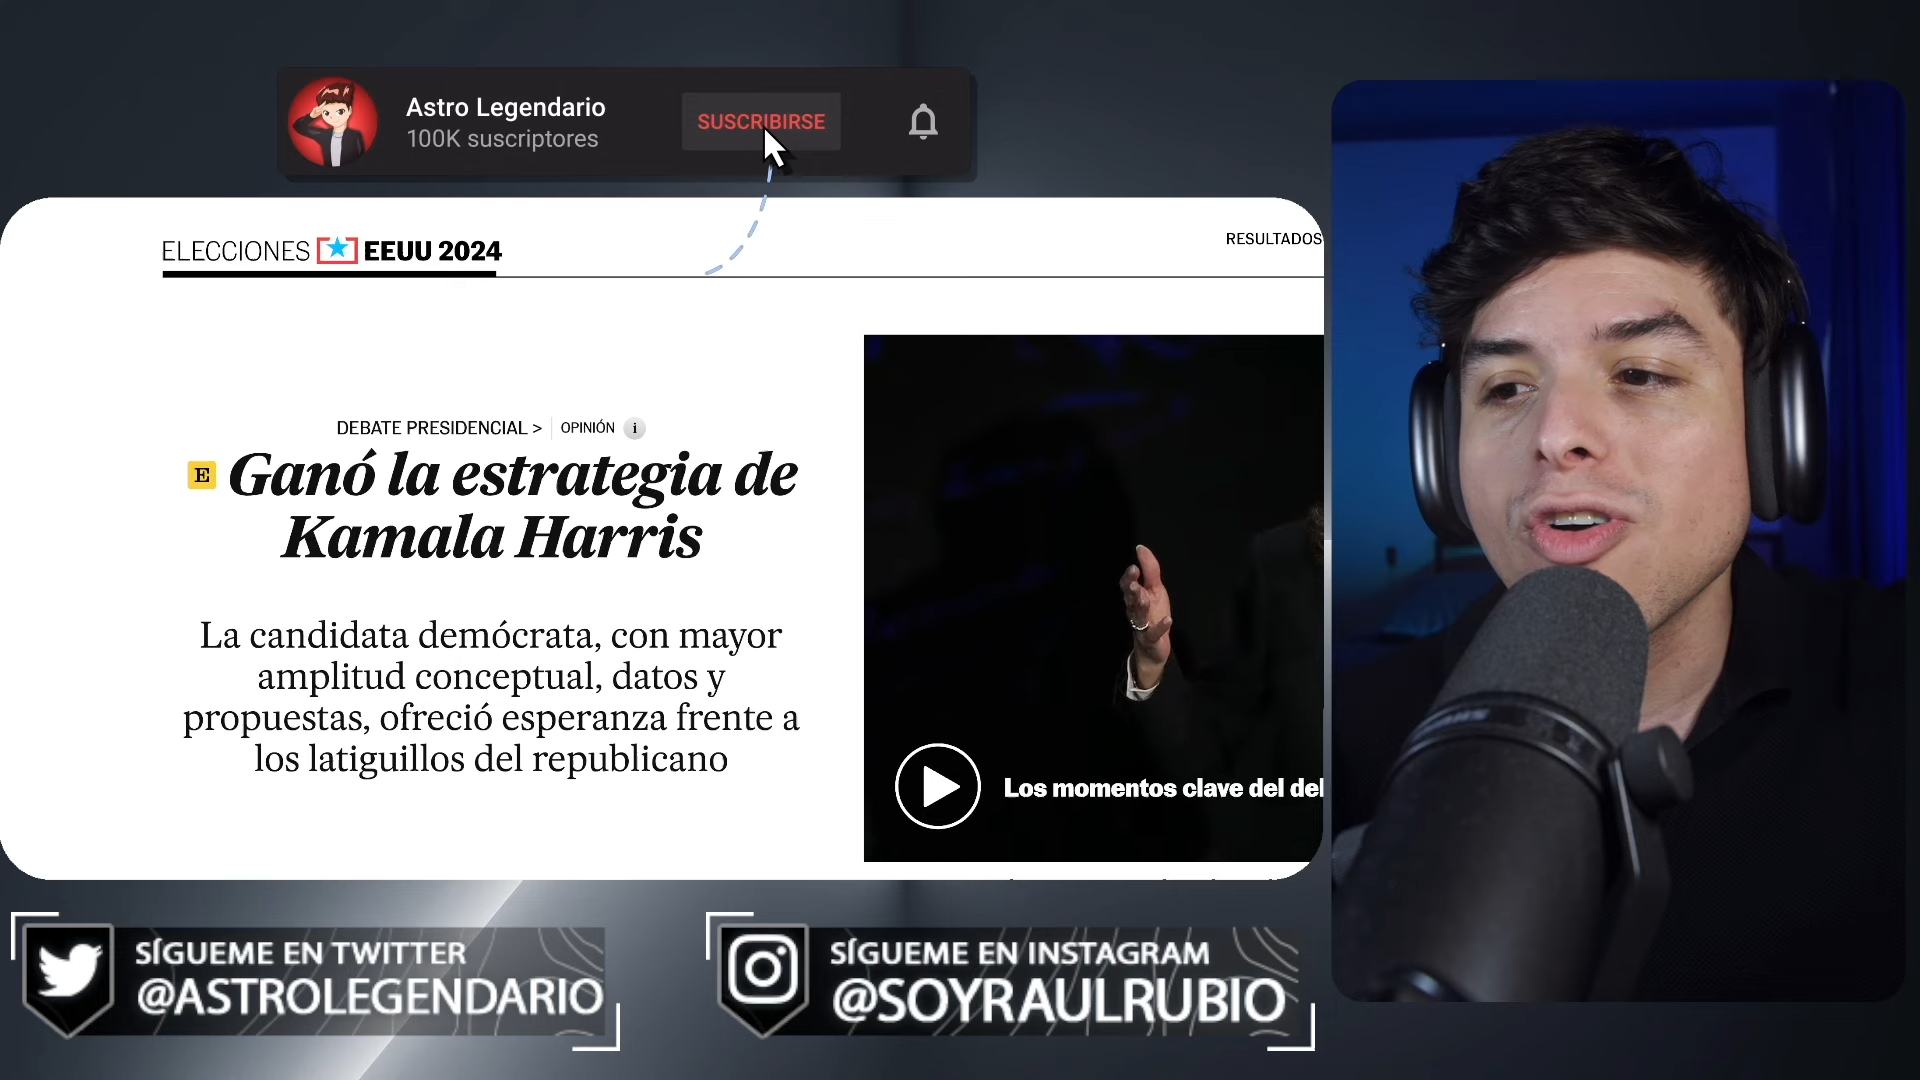 Astro Legendario
100K suscriptores
SUSCRIBIRSE
ELECCIONES EEUU 2024
RESULTADOS
DEBATE PRESIDENCIAL > OPINIÓN i
E Ganó la estrategia de
Kamala Harris
La candidata demócrata, con mayor
amplitud conceptual, datos y
propuestas, ofreció esperanza frente a
los latiguillos del republicano
Los momentos clave del
SÍGUEME EN TWITTER
@ASTROLEGENDARIO
SÍGUEME EN INSTAGRAM
@SOYRAULRUBIO